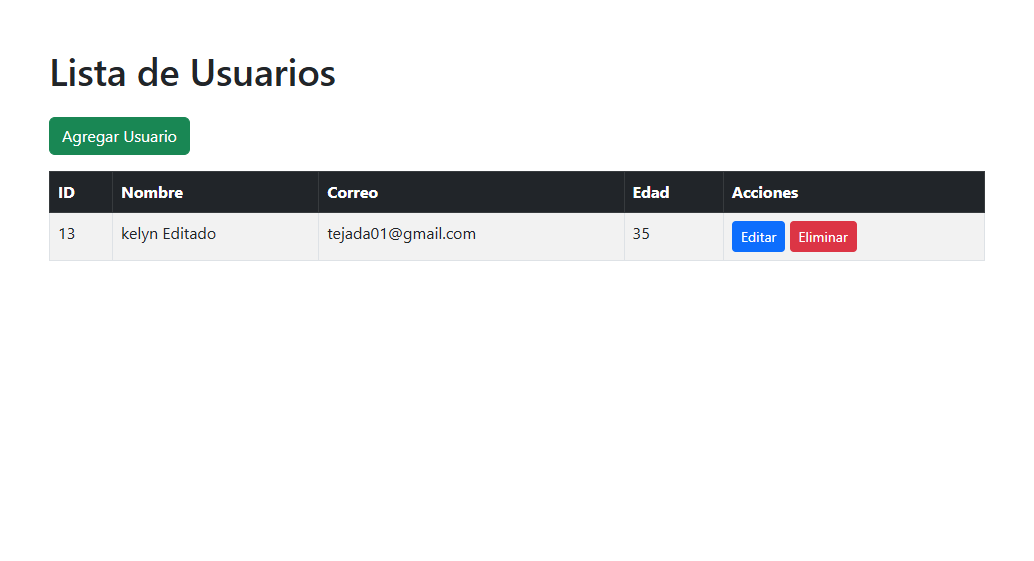 Lista de Usuarios
Agregar Usuario
ID Nombre Correo Edad Acciones
13 kelyn Editado tejada01@gmail.com 35 Editar Eliminar